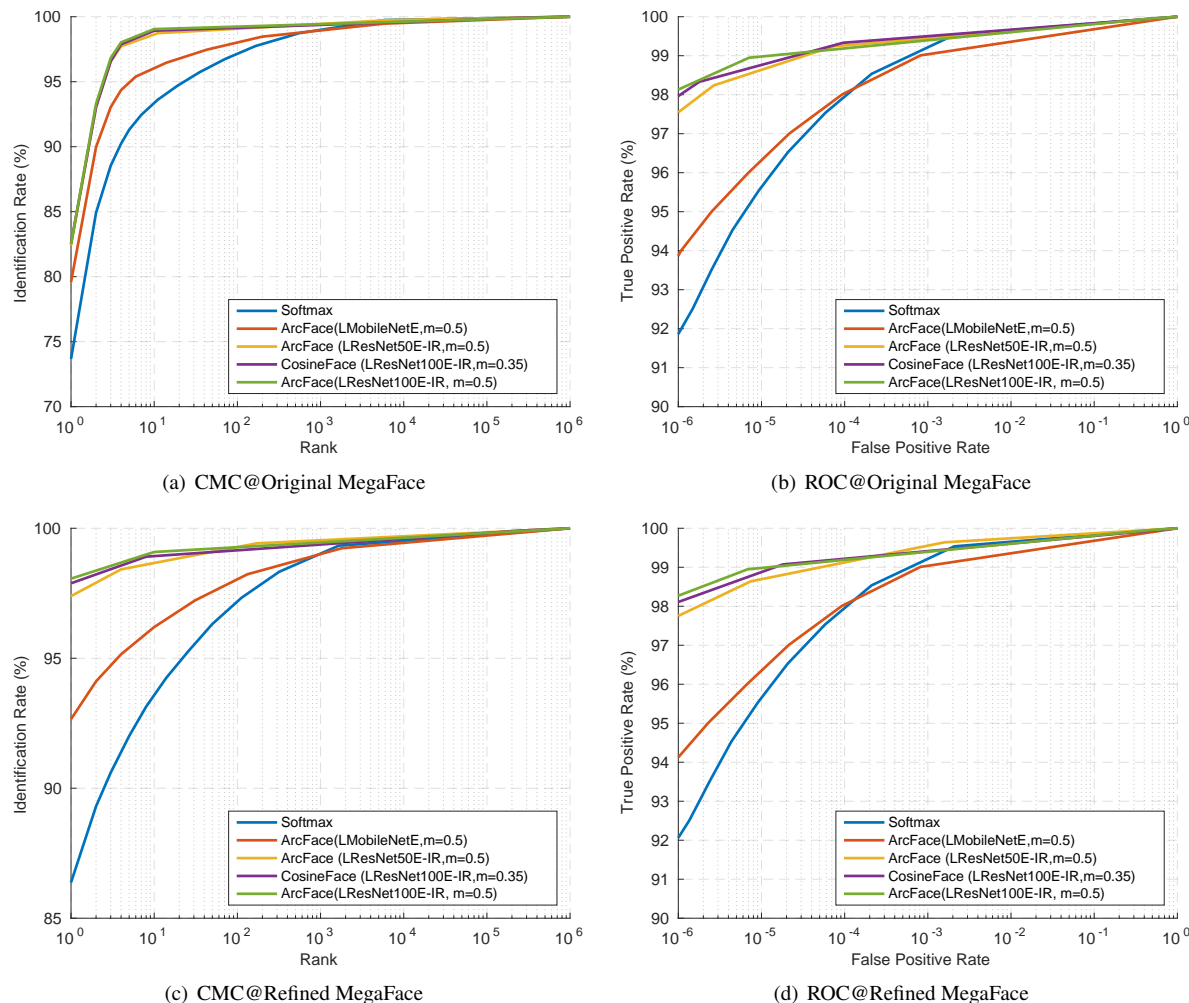 100
95
90
85
80
75
70
Identification Rate (%)
10^0 10^1 10^2 10^3 10^4 10^5 10^6
Rank
Softmax
ArcFace(LMobileNetE,m=0.5)
ArcFace (LResNet50E-IR,m=0.5)
CosineFace (LResNet100E-IR,m=0.35)
ArcFace(LResNet100E-IR, m=0.5)
(a) CMC@Original MegaFace
100
99
98
97
96
95
94
93
92
91
90
True Positive Rate (%)
10^-6 10^-5 10^-4 10^-3 10^-2 10^-1 10^0
False Positive Rate
Softmax
ArcFace(LMobileNetE,m=0.5)
ArcFace (LResNet50E-IR,m=0.5)
CosineFace (LResNet100E-IR,m=0.35)
ArcFace(LResNet100E-IR, m=0.5)
(b) ROC@Original MegaFace
100
95
90
85
Identification Rate (%)
10^0 10^1 10^2 10^3 10^4 10^5 10^6
Rank
Softmax
ArcFace(LMobileNetE,m=0.5)
ArcFace (LResNet50E-IR,m=0.5)
CosineFace (LResNet100E-IR,m=0.35)
ArcFace(LResNet100E-IR, m=0.5)
(c) CMC@Refined MegaFace
100
99
98
97
96
95
94
93
92
91
90
True Positive Rate (%)
10^-6 10^-5 10^-4 10^-3 10^-2 10^-1 10^0
False Positive Rate
Softmax
ArcFace(LMobileNetE,m=0.5)
ArcFace (LResNet50E-IR,m=0.5)
CosineFace (LResNet100E-IR,m=0.35)
ArcFace(LResNet100E-IR, m=0.5)
(d) ROC@Refined MegaFace